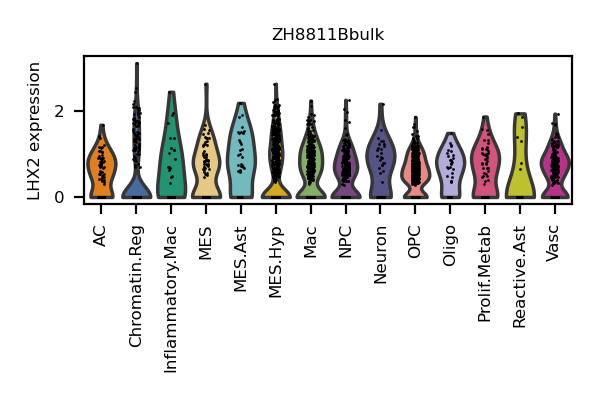 ZH8811Bbulk
LHX2 expression
2
0
AC
Chromatin.Reg
Inflammatory.Mac
MES
MES.Ast
MES.Hyp
Mac
NPC
Neuron
OPC
Oligo
Prolif.Metab
Reactive.Ast
Vasc